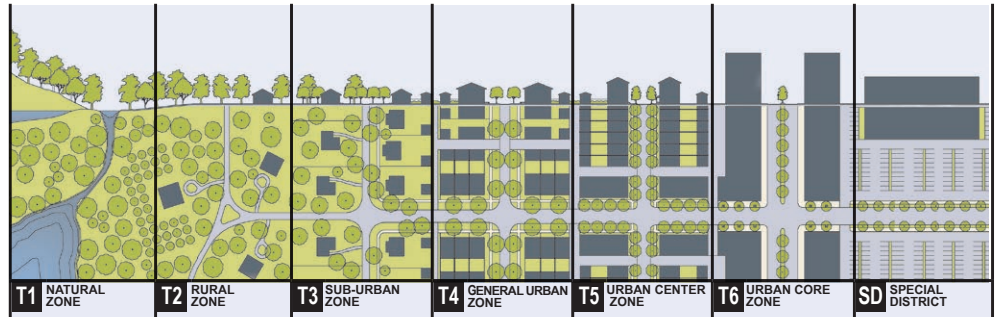 T1 NATURAL
ZONE
T2 RURAL
ZONE
T3 SUB-URBAN
ZONE
T4 GENERAL URBAN
ZONE
T5 URBAN CENTER
ZONE
T6 URBAN CORE
ZONE
SD SPECIAL
DISTRICT